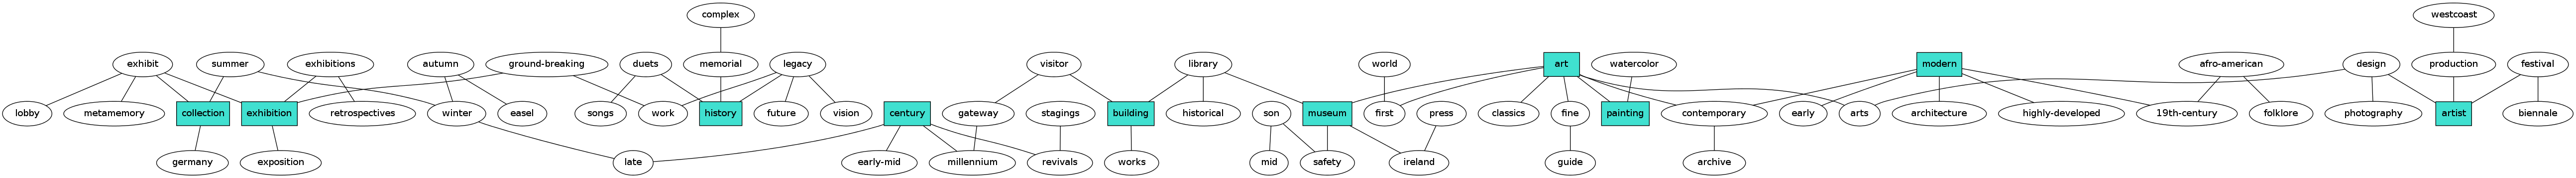 complex
westcoast
exhibit summer exhibitions autumn ground-breaking duets memorial legacy visitor library world art watercolor modern afro-american design production festival
lobby metamemory collection exhibition retrospectives winter easel songs work history future vision century gateway stagings building historical son museum press first classics fine painting contemporary early arts architecture highly-developed 19th-century folklore photography artist biennale
germany exposition late early-mid millennium revivals works mid safety ireland guide archive